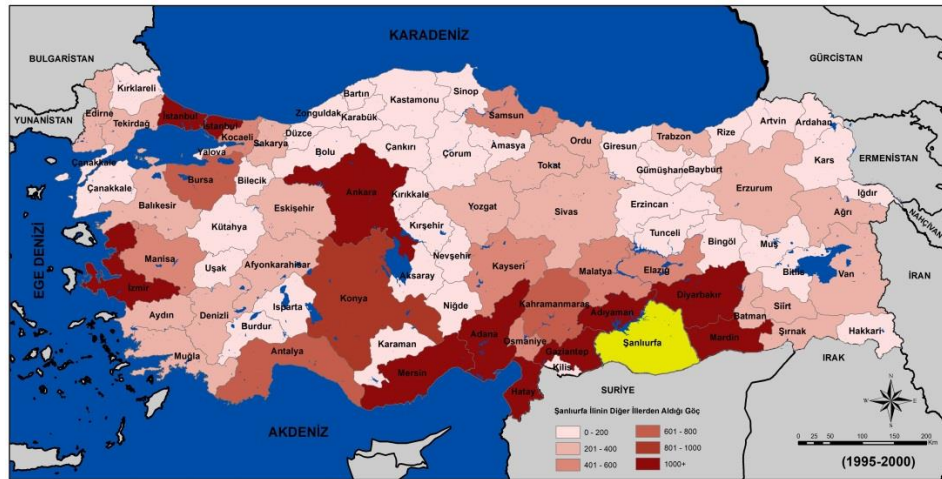 KARADENİZ
BULGARİSTAN
GÜRCİSTAN
YUNANİSTAN
ERMENİSTAN
NAHÇİVAN
İRAN
IRAK
SURİYE
AKDENİZ
EGE DENİZİ
Kırklareli
Edirne
Tekirdağ
İstanbul
İstanbul
Kocaeli
Yalova
Sakarya
Düzce
Zonguldak
Bartın
Karabük
Kastamonu
Sinop
Samsun
Ordu
Giresun
Trabzon
Rize
Artvin
Ardahan
Kars
Iğdır
Ağrı
Çanakkale
Çanakkale
Bursa
Bilecik
Bolu
Çankırı
Çorum
Amasya
Tokat
Gümüşhane
Bayburt
Erzurum
Erzincan
Balıkesir
Kütahya
Eskişehir
Ankara
Kırıkkale
Kırşehir
Yozgat
Sivas
Tunceli
Bingöl
Muş
Bitlis
Van
Manisa
İzmir
Uşak
Afyonkarahisar
Konya
Aksaray
Nevşehir
Niğde
Kayseri
Malatya
Elazığ
Diyarbakır
Batman
Siirt
Şırnak
Hakkari
Aydın
Denizli
Muğla
Burdur
Isparta
Antalya
Karaman
Mersin
Adana
Osmaniye
Kahramanmaraş
Adıyaman
Gaziantep
Kilis
Hatay
Şanlıurfa
Mardin
Şanlıurfa İlinin Diğer İllerden Aldığı Göç
0 - 200
201 - 400
401 - 600
601 - 800
801 - 1000
1000+
N
W
E
S
0
50
100
150
200
Km
(1995-2000)